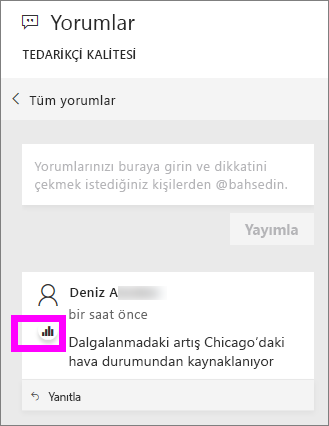 Yorumlar
TEDARİKÇİ KALİTESİ
Tüm yorumlar
Yorumlarınızı buraya girin ve dikkatini
çekmek istediğiniz kişilerden @bahsedin.
Yayımla
Deniz A
bir saat önce
Dalgalanmadaki artış Chicago'daki
hava durumundan kaynaklanıyor
Yanıtla